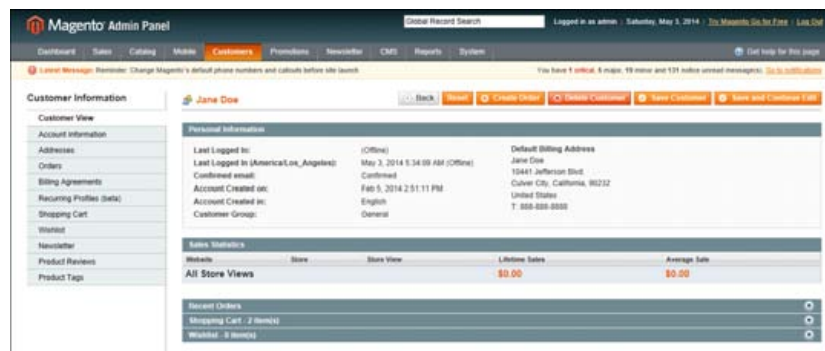 Magento Admin Panel
Global Record Search
Logged in as admin | Saturday, May 3, 2014 | Try Magento Go for Free | Log Out
Dashboard Sales Catalog Mobile Customers Promotions Newsletter CMS Reports System
Get help for this page
Latest Message: Reminder: Change Magento's default phone numbers and callouts before site launch
You have 1 critical, 6 major, 19 minor and 131 notice unread message(s). Go to notifications
Customer Information
Customer View
Account Information
Addresses
Orders
Billing Agreements
Recurring Profiles (beta)
Shopping Cart
Wishlist
Newsletter
Product Reviews
Product Tags
Jane Doe
Back Reset Create Order Delete Customer Save Customer Save and Continue Edit
Personal Information
Last Logged In: (Offline)
Last Logged In (America/Los_Angeles): May 3, 2014 5:34:09 AM (Offline)
Confirmed email: Confirmed
Account Created on: Feb 5, 2014 2:51:11 PM
Account Created in: English
Customer Group: General
Default Billing Address
Jane Doe
10441 Jefferson Blvd.
Culver City, California, 90232
United States
T: 888-888-8888
Sales Statistics
Website Store Store View Lifetime Sales Average Sale
All Store Views $0.00 $0.00
Recent Orders
Shopping Cart - 2 item(s)
Wishlist - 0 item(s)